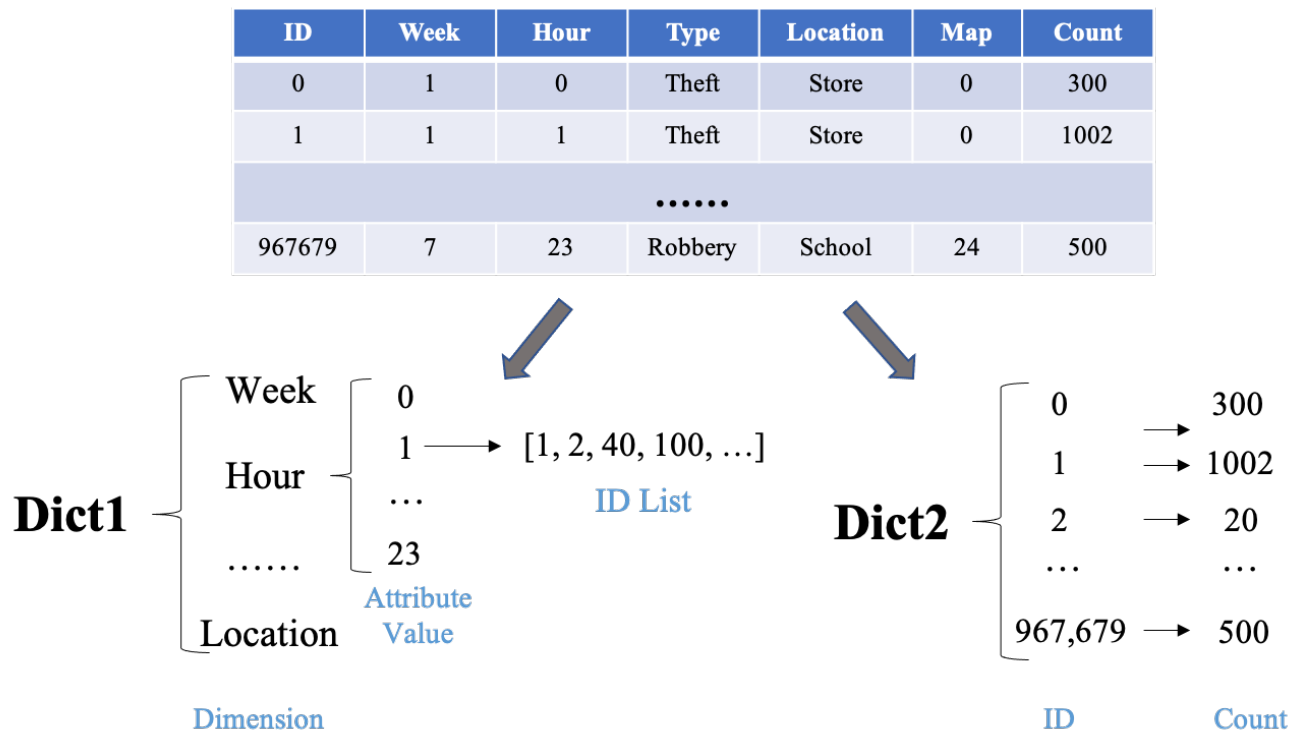 ID Week Hour Type Location Map Count
0 1 0 Theft Store 0 300
1 1 1 Theft Store 0 1002
......
967679 7 23 Robbery School 24 500
Dict1
Week
Hour
......
Location
Dimension
0
1
...
23
Attribute
Value
[1, 2, 40, 100, ...]
ID List
Dict2
0 300
1 1002
2 20
... ...
967,679 500
ID Count